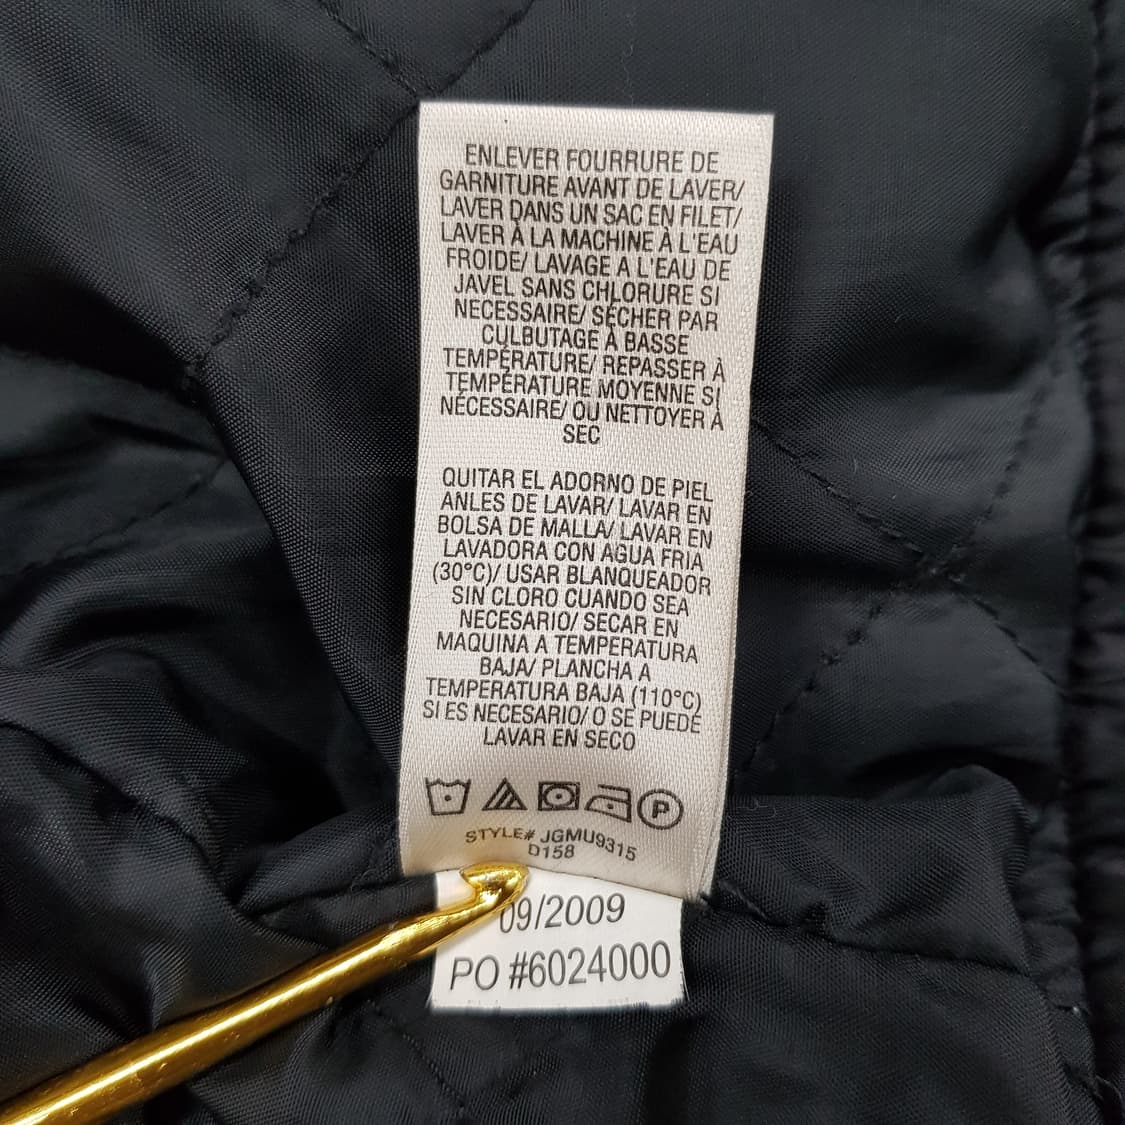 ENLEVER FOURRURE DE
GARNITURE AVANT DE LAVER/
LAVER DANS UN SAC EN FILET/
LAVER À LA MACHINE À L'EAU
FROIDE/ LAVAGE A L'EAU DE
JAVEL SANS CHLORURE SI
NECESSAIRE/ SÉCHER PAR
CULBUTAGE À BASSE
TEMPÉRATURE/ REPASSER À
TEMPÉRATURE MOYENNE SI
NÉCESSAIRE/ OU NETTOYER À
SEC
QUITAR EL ADORNO DE PIEL
ANLES DE LAVAR/ LAVAR EN
BOLSA DE MALLA/ LAVAR EN
LAVADORA CON AGUA FRIA
(30°C)/ USAR BLANQUEADOR
SIN CLORO CUANDO SEA
NECESARIO/ SECAR EN
MAQUINA A TEMPERATURA
BAJA/ PLANCHA A
TEMPERATURA BAJA (110°C)
SI ES NECESARIO/ O SE PUEDE
LAVAR EN SECO
P
STYLE# JGMU9315
D158
09/2009
PO #6024000